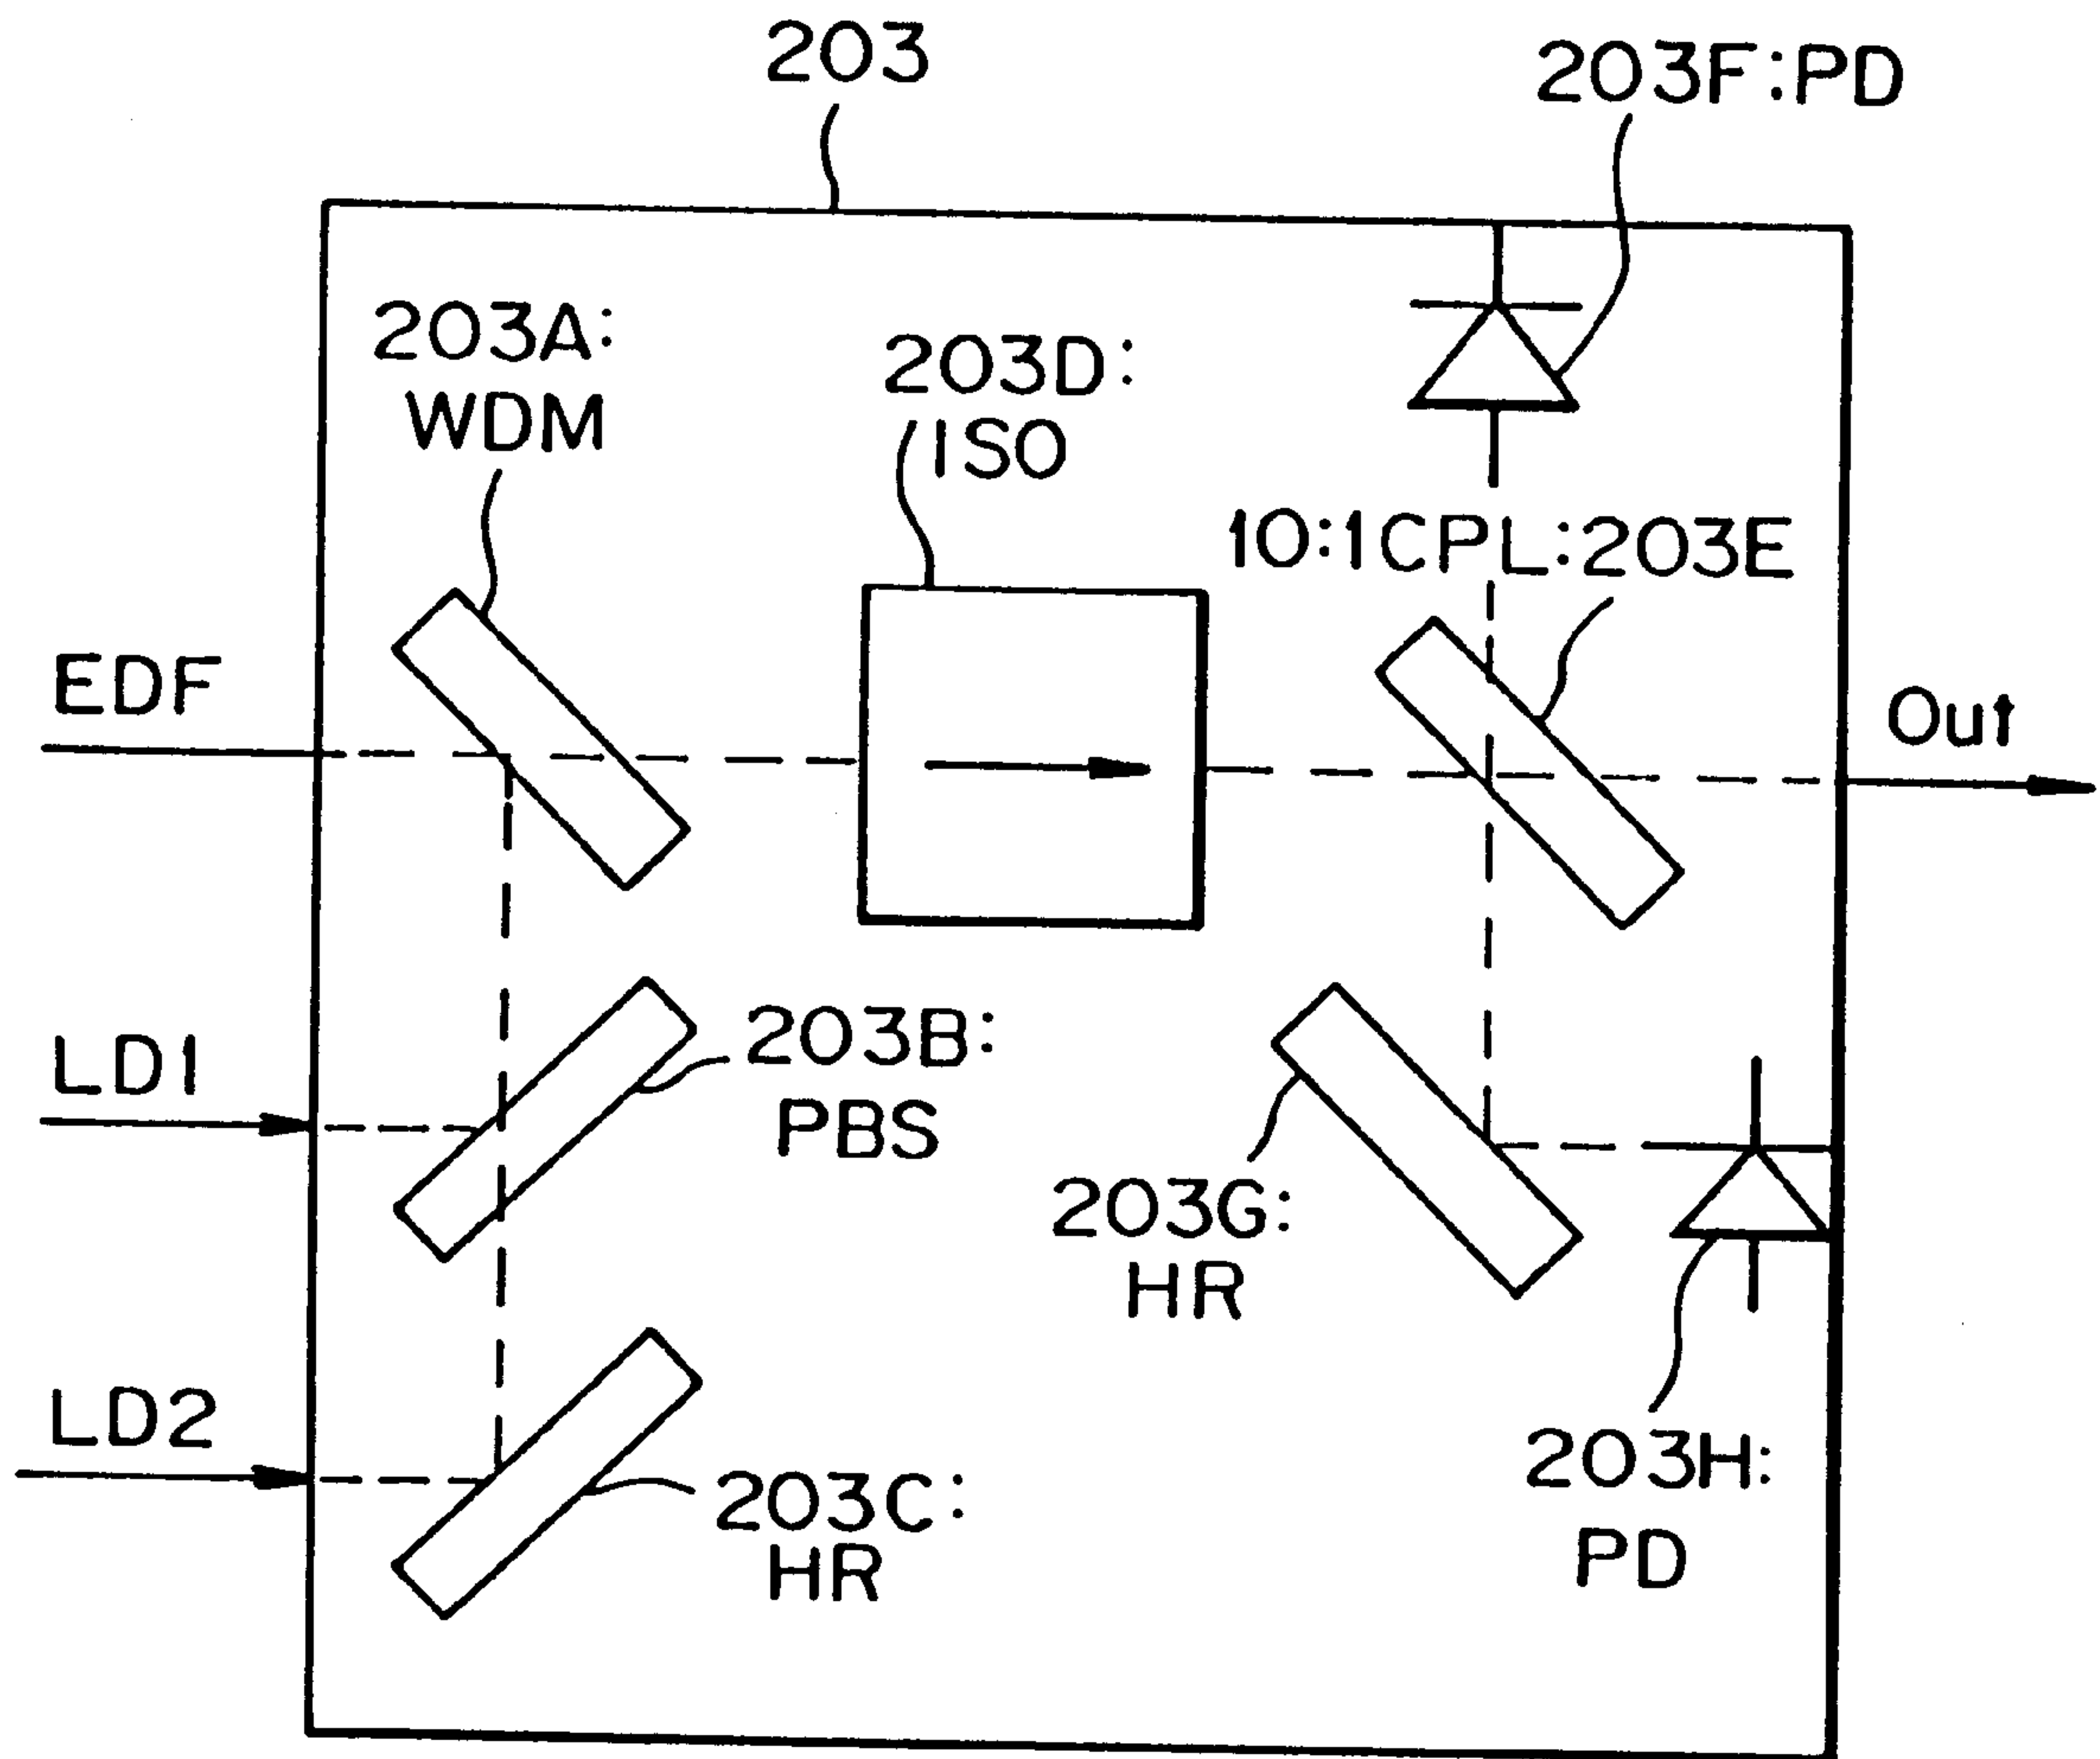 203
203F:PD
203A:
WDM
203D:
ISO
10:1CPL:203E
EDF
Out
LD1
203B:
PBS
203G:
HR
LD2
203C:
HR
203H:
PD